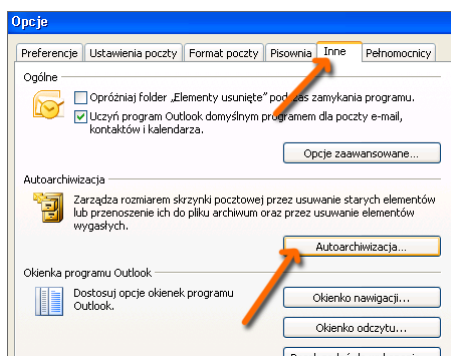 Opcje
Preferencje Ustawienia poczty Format poczty Pisownia Inne Pełnomocnicy
Ogólne
Opróżniaj folder „Elementy usunięte” podczas zamykania programu.
Uczyń program Outlook domyślnym programem dla poczty e-mail,
kontaktów i kalendarza.
Opcje zaawansowane...
Autoarchiwizacja
Zarządza rozmiarem skrzynki pocztowej przez usuwanie starych elementów
lub przenoszenie ich do pliku archiwum oraz przez usuwanie elementów
wygasłych.
Autoarchiwizacja...
Okienka programu Outlook
Dostosuj opcje okienek programu
Outlook.
Okienko nawigacji...
Okienko odczytu...